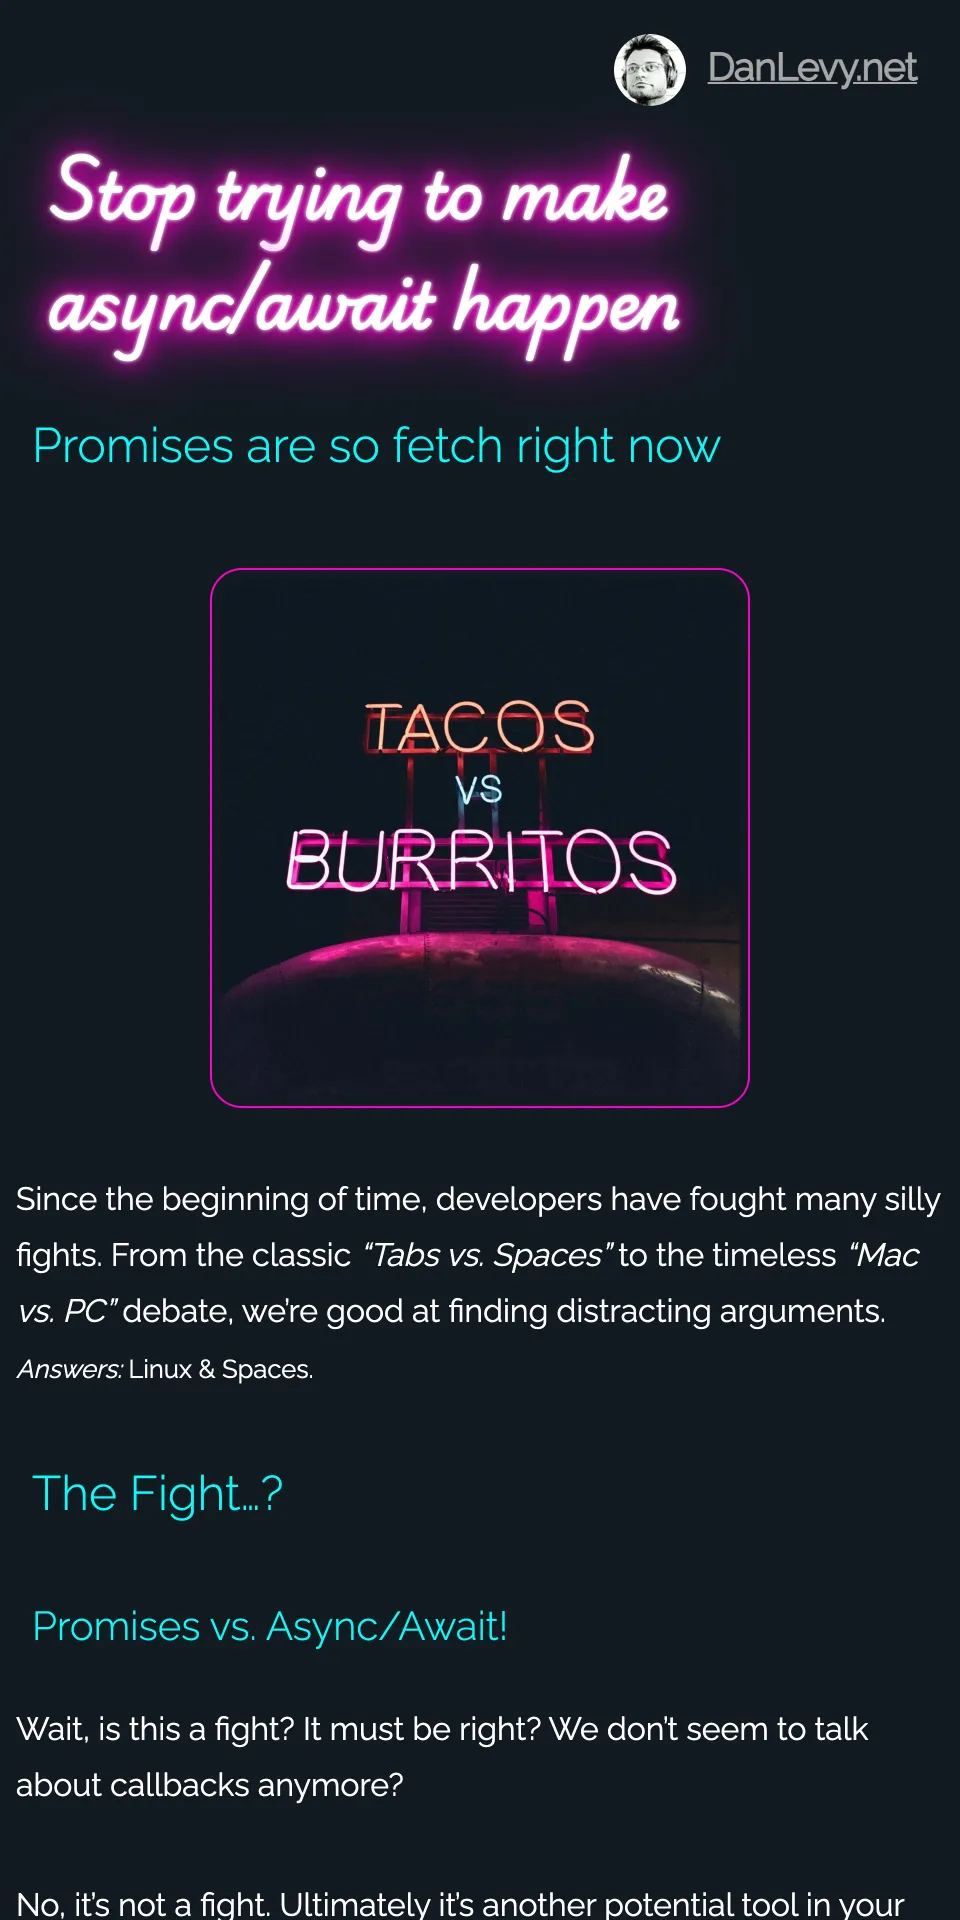 DanLevy.net
Stop trying to make
async/await happen
Promises are so fetch right now
TACOS
VS
BURRITOS
Since the beginning of time, developers have fought many silly
fights. From the classic “Tabs vs. Spaces” to the timeless “Mac
vs. PC” debate, we’re good at finding distracting arguments.
Answers: Linux & Spaces.
The Fight…?
Promises vs. Async/Await!
Wait, is this a fight? It must be right? We don’t seem to talk
about callbacks anymore?
No, it’s not a fight. Ultimately it’s another potential tool in your